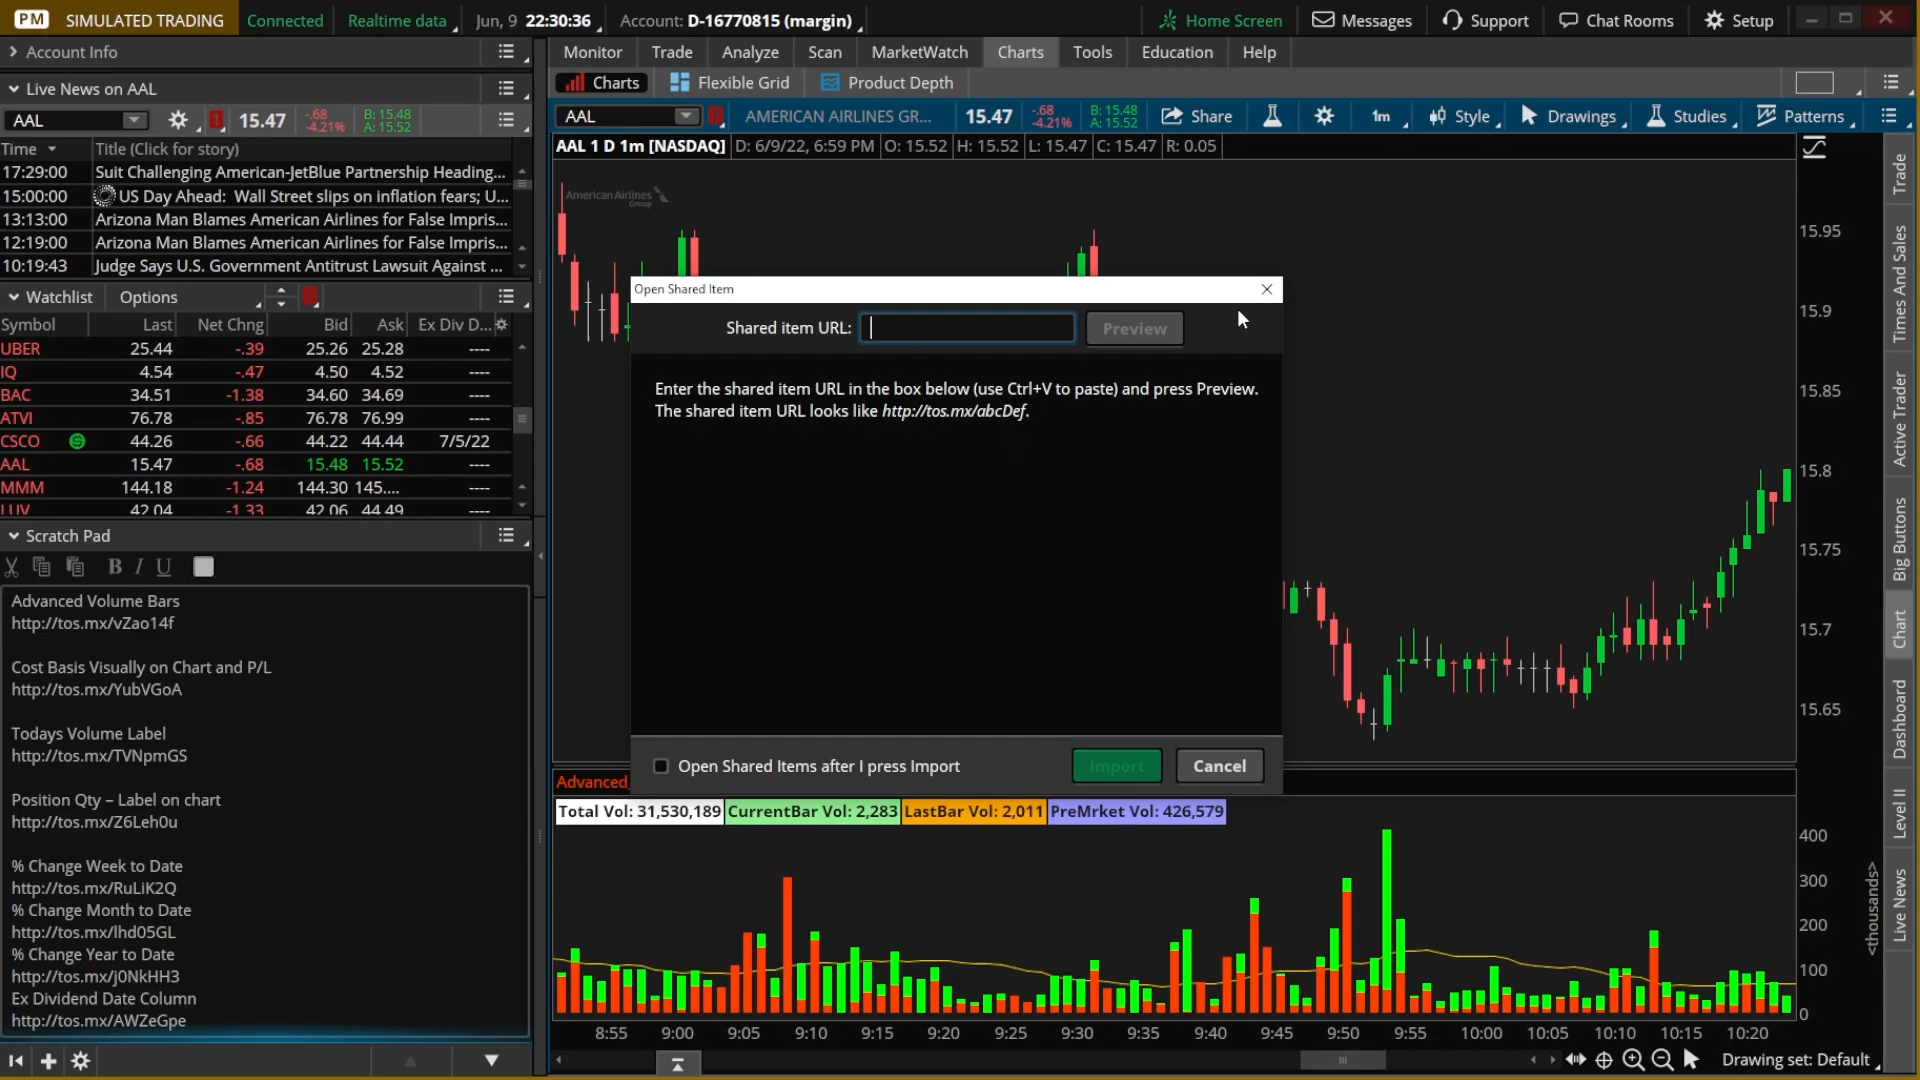 PM SIMULATED TRADING Connected Realtime data Jun, 9 22:30:36 Account: D-16770815 (margin) Home Screen Messages Support Chat Rooms Setup
Account Info
Monitor Trade Analyze Scan MarketWatch Charts Tools Education Help
Live News on AAL
Charts Flexible Grid Product Depth
AAL 1 15.47 -.68 -4.21% B: 15.48 A: 15.52
AAL AMERICAN AIRLINES GR... 15.47 -.68 -4.21% B: 15.48 A: 15.52 Share 1m Style Drawings Studies Patterns
AAL 1 D 1m [NASDAQ] D: 6/9/22, 6:59 PM O: 15.52 H: 15.52 L: 15.47 C: 15.47 R: 0.05
Time Title (Click for story)
17:29:00 Suit Challenging American-JetBlue Partnership Heading...
15:00:00 US Day Ahead: Wall Street slips on inflation fears; U...
13:13:00 Arizona Man Blames American Airlines for False Impris...
12:19:00 Arizona Man Blames American Airlines for False Impris...
10:19:43 Judge Says U.S. Government Antitrust Lawsuit Against ...
Watchlist Options
Symbol Last Net Chng Bid Ask Ex Div D...
UBER 25.44 -.39 25.26 25.28 ----
IQ 4.54 -.47 4.50 4.52 ----
BAC 34.51 -1.38 34.60 34.69 ----
ATVI 76.78 -.85 76.78 76.99 ----
CSCO 44.26 -.66 44.22 44.44 7/5/22
AAL 15.47 -.68 15.48 15.52 ----
MMM 144.18 -1.24 144.30 145.... ----
LUV 42.04 -1.33 42.06 44.49 ----
Scratch Pad
B I U
Advanced Volume Bars
http://tos.mx/vZao14f
Cost Basis Visually on Chart and P/L
http://tos.mx/YubVGoA
Todays Volume Label
http://tos.mx/TVNpmGS
Position Qty – Label on chart
http://tos.mx/Z6Leh0u
% Change Week to Date
http://tos.mx/RuLiK2Q
% Change Month to Date
http://tos.mx/lhd05GL
% Change Year to Date
http://tos.mx/j0NkHH3
Ex Dividend Date Column
http://tos.mx/AWZeGpe
American Airlines
Group
Open Shared Item
Shared item URL: Preview
Enter the shared item URL in the box below (use Ctrl+V to paste) and press Preview.
The shared item URL looks like http://tos.mx/abcDef.
Open Shared Items after I press Import Import Cancel
15.95
15.9
15.85
15.8
15.75
15.7
15.65
Advanced
Total Vol: 31,530,189 CurrentBar Vol: 2,283 LastBar Vol: 2,011 PreMrket Vol: 426,579
400
300
200
100
0
<thousands>
8:55 9:00 9:05 9:10 9:15 9:20 9:25 9:30 9:35 9:40 9:45 9:50 9:55 10:00 10:05 10:10 10:15 10:20
Drawing set: Default
Trade
Times And Sales
Active Trader
Big Buttons
Chart
Dashboard
Level II
Live News